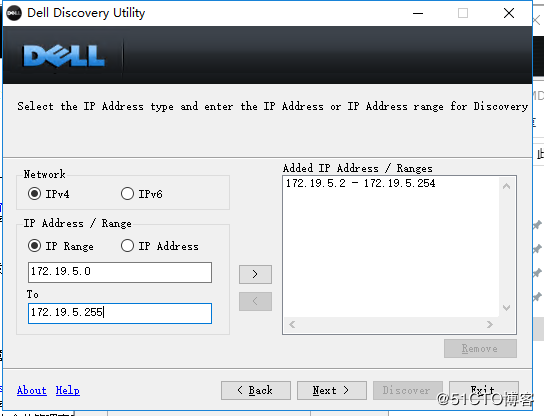 Dell Discovery Utility
DELL
Select the IP Address type and enter the IP Address or IP Address range for Discovery
Network
IPv4 IPv6
IP Address / Range
IP Range IP Address
172.19.5.0
To
172.19.5.255
>
<
Added IP Address / Ranges
172.19.5.2 - 172.19.5.254
Remove
About Help
< Back Next > Discover Exit
@51CTO博客